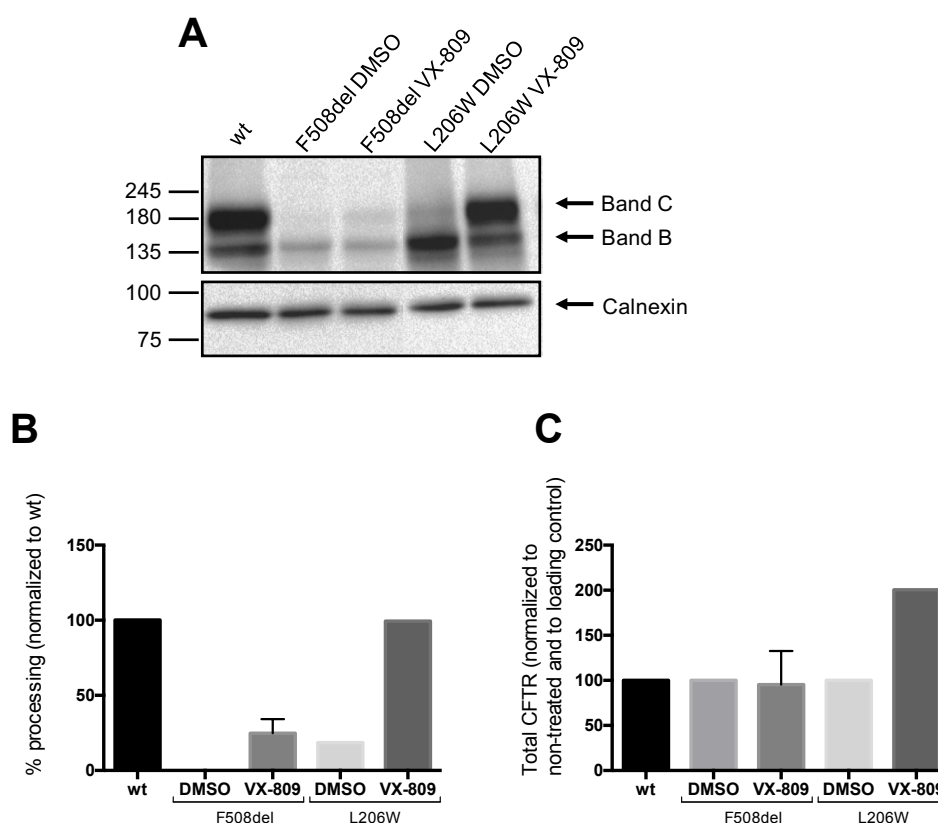 A
wt
F508del DMSO
F508del VX-809
L206W DMSO
L206W VX-809
245
180
135
Band C
Band B
100
75
Calnexin
B
% processing (normalized to wt)
150
100
50
0
wt
DMSO
VX-809
DMSO
VX-809
F508del
L206W
C
Total CFTR (normalized to
non-treated and to loading control)
250
200
150
100
50
0
wt
DMSO
VX-809
DMSO
VX-809
F508del
L206W